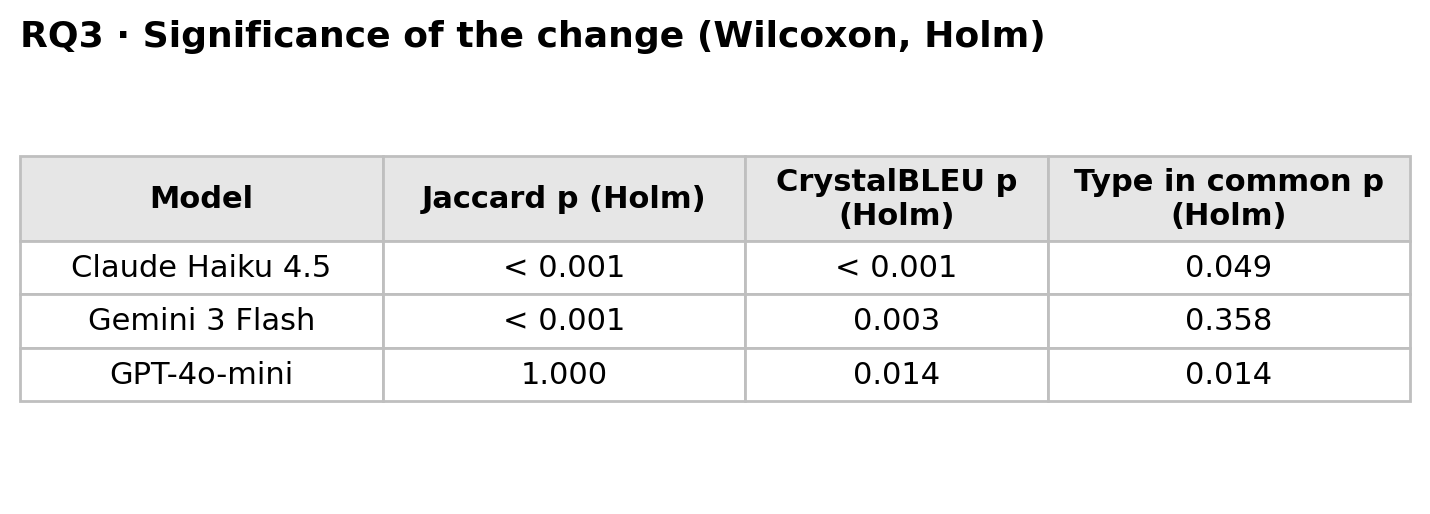 RQ3 · Significance of the change (Wilcoxon, Holm)
Model Jaccard p (Holm) CrystalBLEU p (Holm) Type in common p (Holm)
Claude Haiku 4.5 < 0.001 < 0.001 0.049
Gemini 3 Flash < 0.001 0.003 0.358
GPT-4o-mini 1.000 0.014 0.014